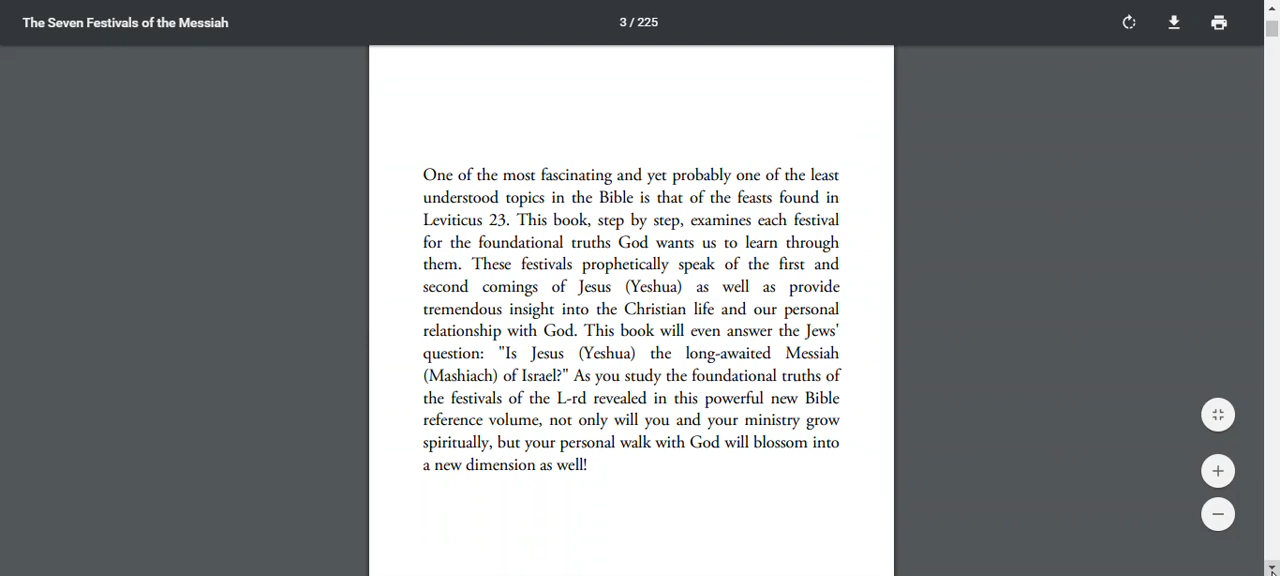 The Seven Festivals of the Messiah
3 / 225
One of the most fascinating and yet probably one of the least
understood topics in the Bible is that of the feasts found in
Leviticus 23. This book, step by step, examines each festival
for the foundational truths God wants us to learn through
them. These festivals prophetically speak of the first and
second comings of Jesus (Yeshua) as well as provide
tremendous insight into the Christian life and our personal
relationship with God. This book will even answer the Jews'
question: "Is Jesus (Yeshua) the long-awaited Messiah
(Mashiach) of Israel?" As you study the foundational truths of
the festivals of the L-rd revealed in this powerful new Bible
reference volume, not only will you and your ministry grow
spiritually, but your personal walk with God will blossom into
a new dimension as well!